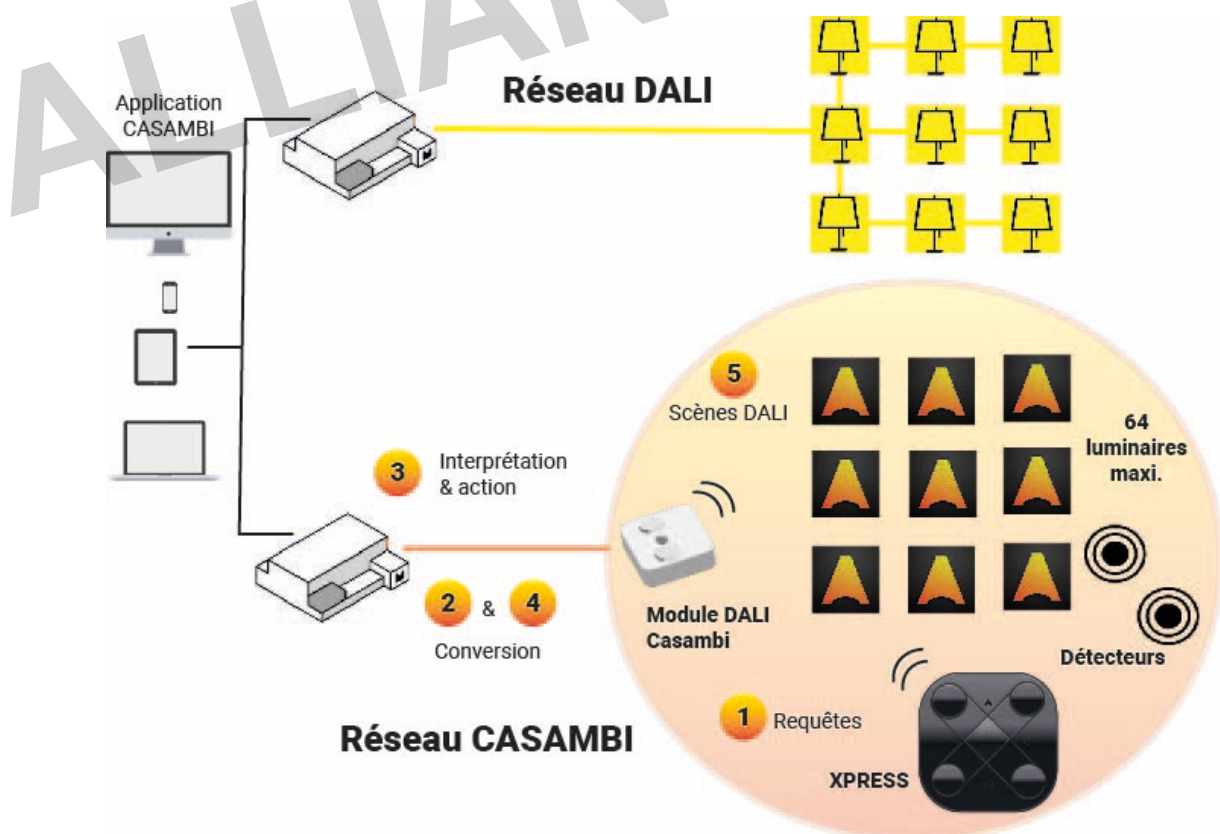 ALLIAN
Application
CASAMBI
Réseau DALI
5
Scènes DALI
64
luminaires
maxi.
3
Interprétation
& action
2 & 4
Conversion
Module DALI
Casambi
Détecteurs
1 Requêtes
Réseau CASAMBI
XPRESS